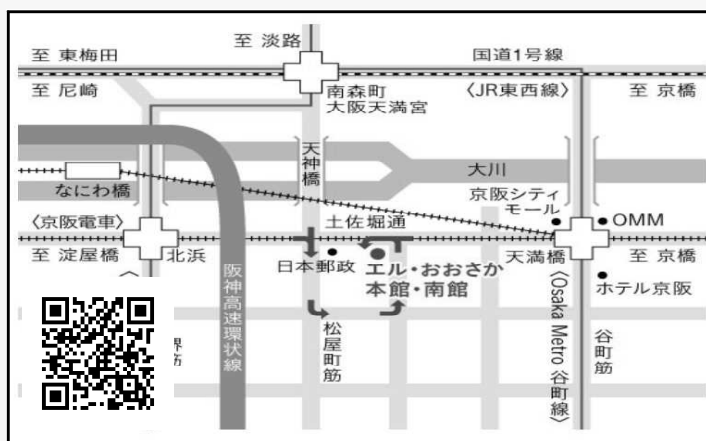 至 淡路
至 東梅田
国道1号線
至 尼崎
南森町
大阪天満宮
〈JR東西線〉
至 京橋
天神橋
大川
なにわ橋
京阪シティ
モール
OMM
〈京阪電車〉
土佐堀通
至 淀屋橋
北浜
日本郵政
エル・おおさか
本館・南館
天満橋
至 京橋
ホテル京阪
阪神高速環状線
松屋町筋
〈Osaka Metro 谷町線〉
谷町筋
筋